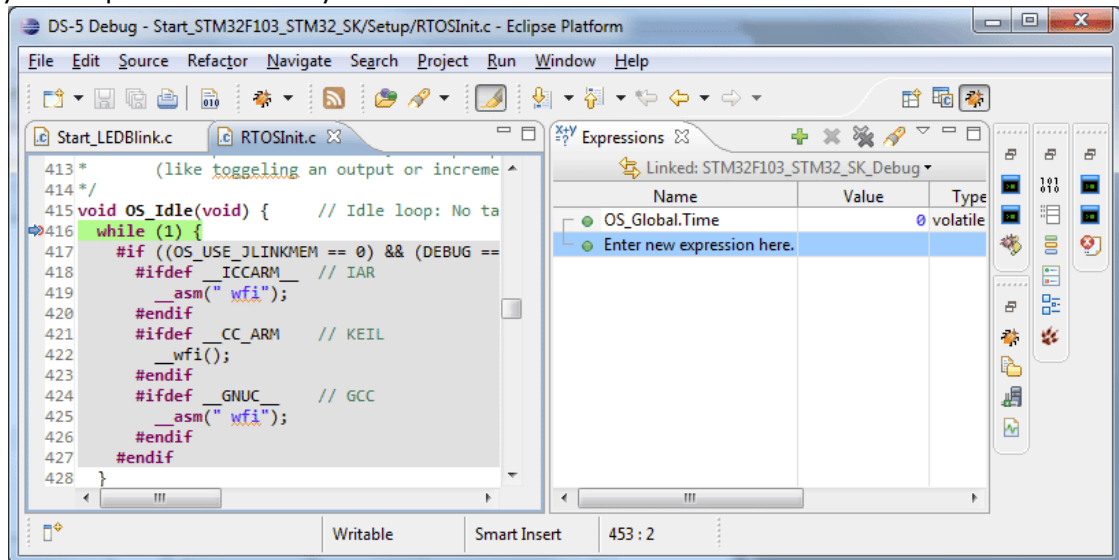 DS-5 Debug - Start_STM32F103_STM32_SK/Setup/RTOSInit.c - Eclipse Platform
File Edit Source Refactor Navigate Search Project Run Window Help
Start_LEDBlink.c RTOSInit.c
413 * (like toggeling an output or increme
414 */
415 void OS_Idle(void) { // Idle loop: No ta
416 while (1) {
417 #if ((OS_USE_JLINKMEM == 0) && (DEBUG ==
418 #ifdef __ICCARM__ // IAR
419 __asm(" wfi");
420 #endif
421 #ifdef __CC_ARM // KEIL
422 __wfi();
423 #endif
424 #ifdef __GNUC__ // GCC
425 __asm(" wfi");
426 #endif
427 #endif
428 }
Expressions
Linked: STM32F103_STM32_SK_Debug
Name Value Type
OS_Global.Time 0 volatile
Enter new expression here.
Writable Smart Insert 453 : 2